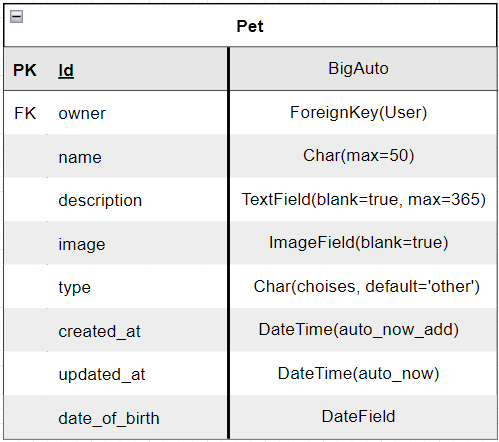 Pet
PK Id BigAuto
FK owner ForeignKey(User)
name Char(max=50)
description TextField(blank=true, max=365)
image ImageField(blank=true)
type Char(choises, default='other')
created_at DateTime(auto_now_add)
updated_at DateTime(auto_now)
date_of_birth DateField